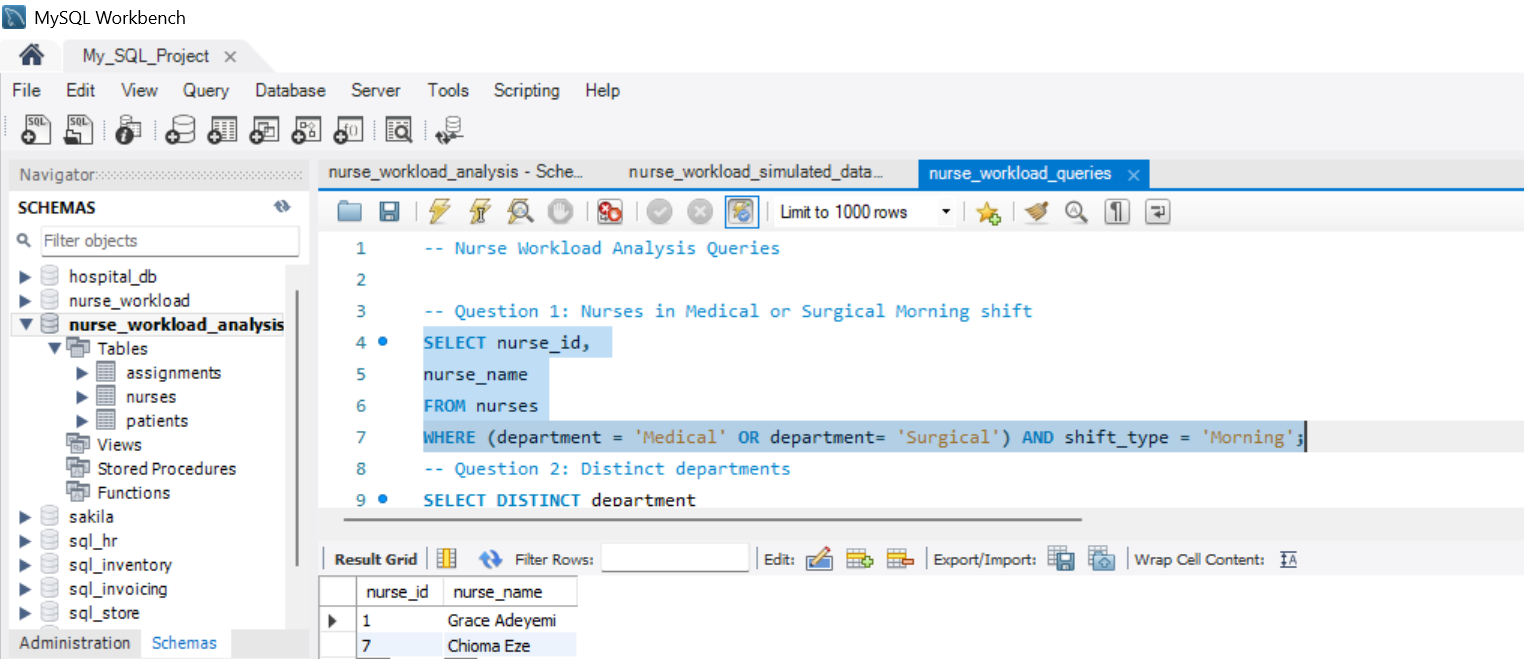 MySQL Workbench
My_SQL_Project
File Edit View Query Database Server Tools Scripting Help
SQL SQL
Navigator
nurse_workload_analysis - Sche... nurse_workload_simulated_data... nurse_workload_queries
SCHEMAS
Filter objects
hospital_db
nurse_workload
nurse_workload_analysis
Tables
assignments
nurses
patients
Views
Stored Procedures
Functions
sakila
sql_hr
sql_inventory
sql_invoicing
sql_store
Administration Schemas
Limit to 1000 rows
1 -- Nurse Workload Analysis Queries
2
3 -- Question 1: Nurses in Medical or Surgical Morning shift
4 SELECT nurse_id,
5 nurse_name
6 FROM nurses
7 WHERE (department = 'Medical' OR department= 'Surgical') AND shift_type = 'Morning';
8 -- Question 2: Distinct departments
9 SELECT DISTINCT department
Result Grid Filter Rows: Edit: Export/Import: Wrap Cell Content: IA
nurse_id nurse_name
1 Grace Adeyemi
7 Chioma Eze